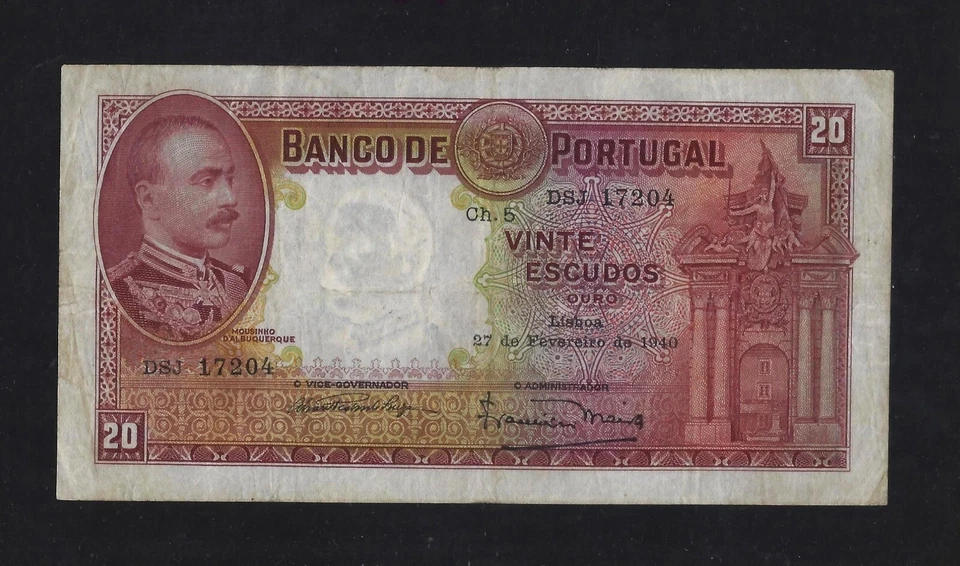 BANCO DE PORTUGAL
20
DSJ 17204
Ch. 5
VINTE
ESCUDOS
OURO
Lisboa
27 de Fevereiro de 1940
MOUSINHO
D'ALBUQUERQUE
DSJ 17204
O VICE-GOVERNADOR
O ADMINISTRADOR
20